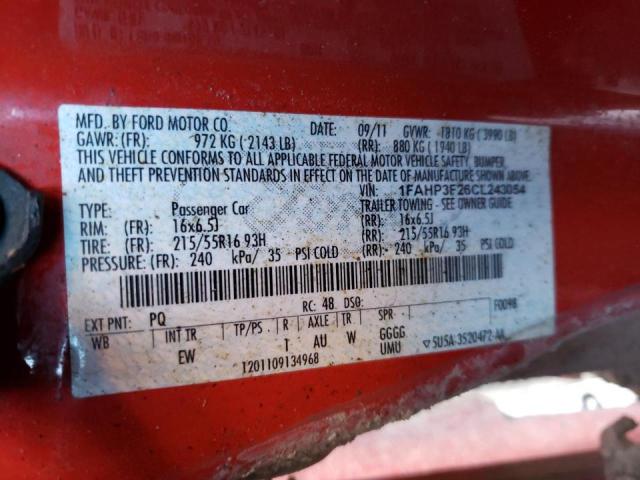 MFD. BY FORD MOTOR CO. DATE: 09/11 GVWR: 1810 KG ( 3990 LB)
GAWR: (FR): 972 KG ( 2143 LB) (RR): 880 KG ( 1940 LB)
THIS VEHICLE CONFORMS TO ALL APPLICABLE FEDERAL MOTOR VEHICLE SAFETY, BUMPER,
AND THEFT PREVENTION STANDARDS IN EFFECT ON THE DATE OF MANUFACTURE SHOWN ABOVE.
VIN: 1FAHP3F26CL243054
TYPE: Passenger Car TRAILER TOWING - SEE OWNER GUIDE
RIM: (FR): 16x6.5J (RR): 16x6.5J
TIRE: (FR): 215/55R16 93H (RR): 215/55R16 93H
PRESSURE: (FR): 240 kPa/ 35 PSI COLD (RR): 240 kPa/ 35 PSI COLD
RC: 48 DSO: F0098
EXT PNT: PQ
WB INT TR TP/PS R AXLE TR SPR
EW T AU W GGGG
UMU
1201109134968 5U5A-3520472-AA